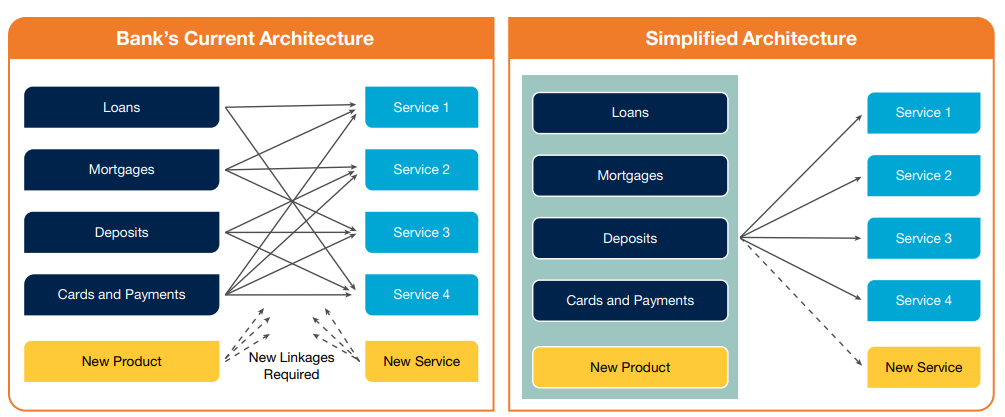 Bank’s Current Architecture
Loans
Service 1
Mortgages
Service 2
Deposits
Service 3
Cards and Payments
Service 4
New Product
New Linkages
Required
New Service
Simplified Architecture
Loans
Service 1
Mortgages
Service 2
Deposits
Service 3
Cards and Payments
Service 4
New Product
New Service